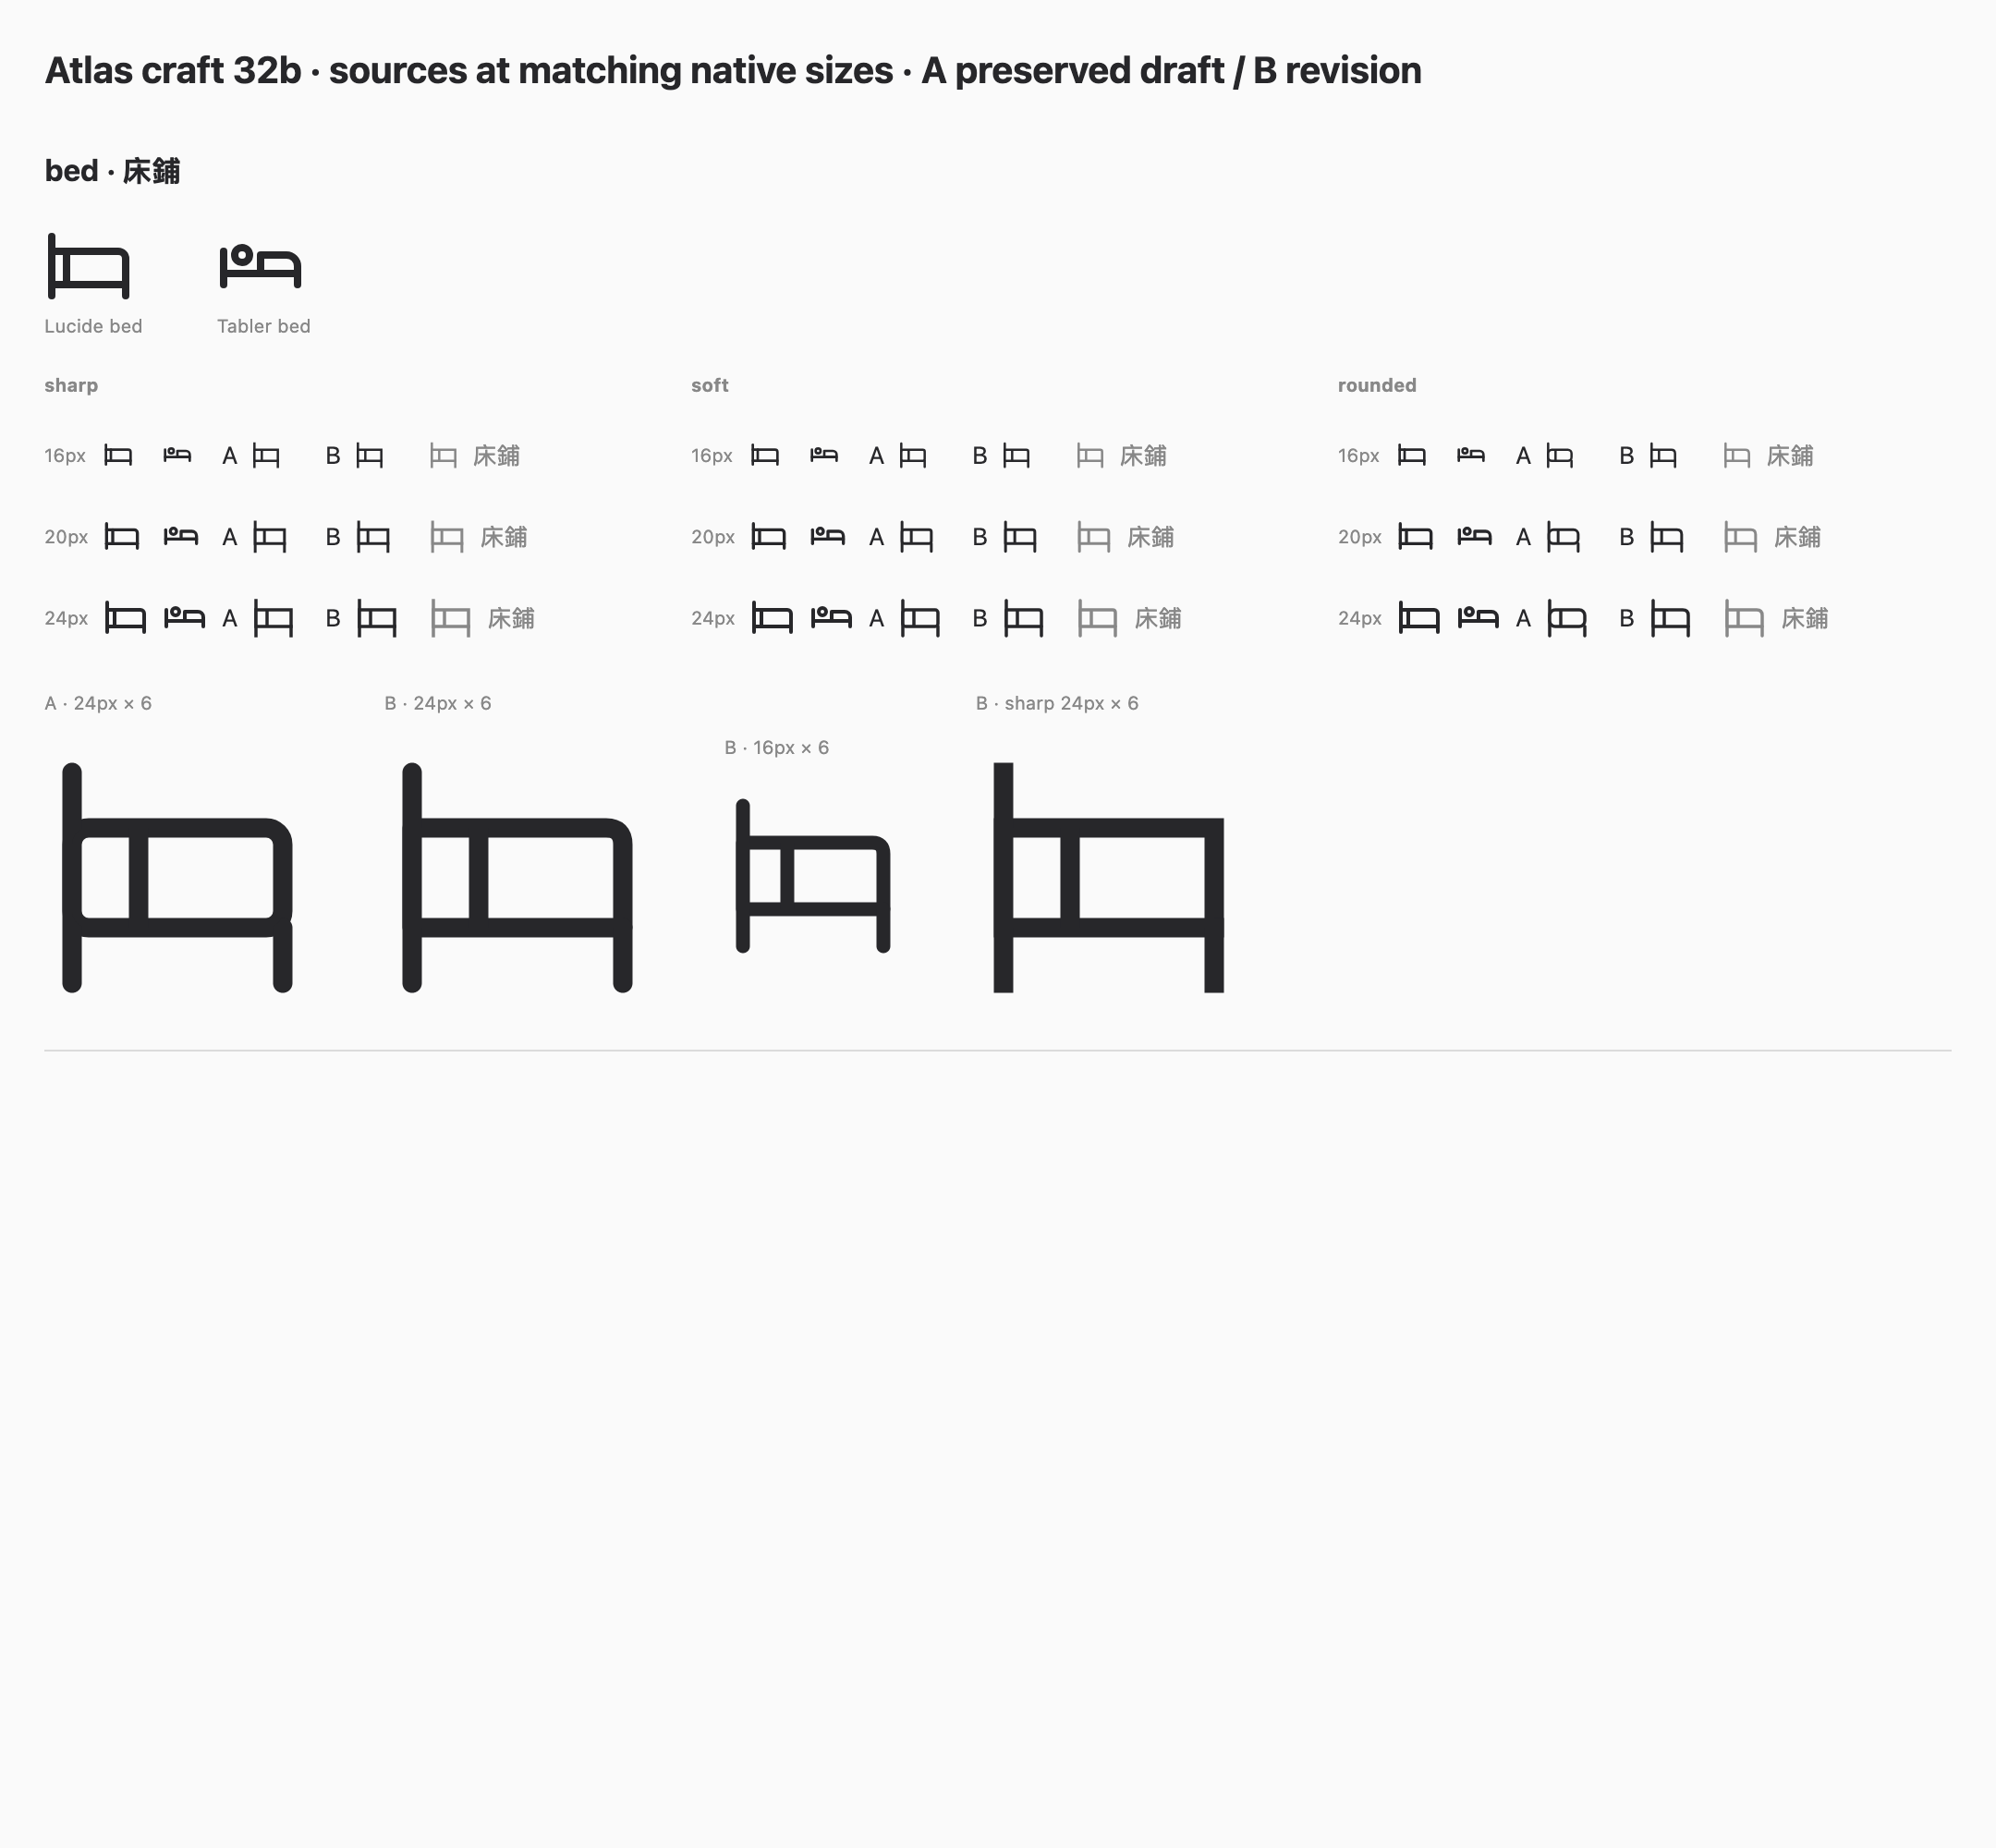 Atlas craft 32b · sources at matching native sizes · A preserved draft / B revision
bed · 床鋪
Lucide bed Tabler bed
sharp soft rounded
16px A B 床鋪 16px A B 床鋪 16px A B 床鋪
20px A B 床鋪 20px A B 床鋪 20px A B 床鋪
24px A B 床鋪 24px A B 床鋪 24px A B 床鋪
A · 24px × 6 B · 24px × 6 B · sharp 24px × 6
B · 16px × 6